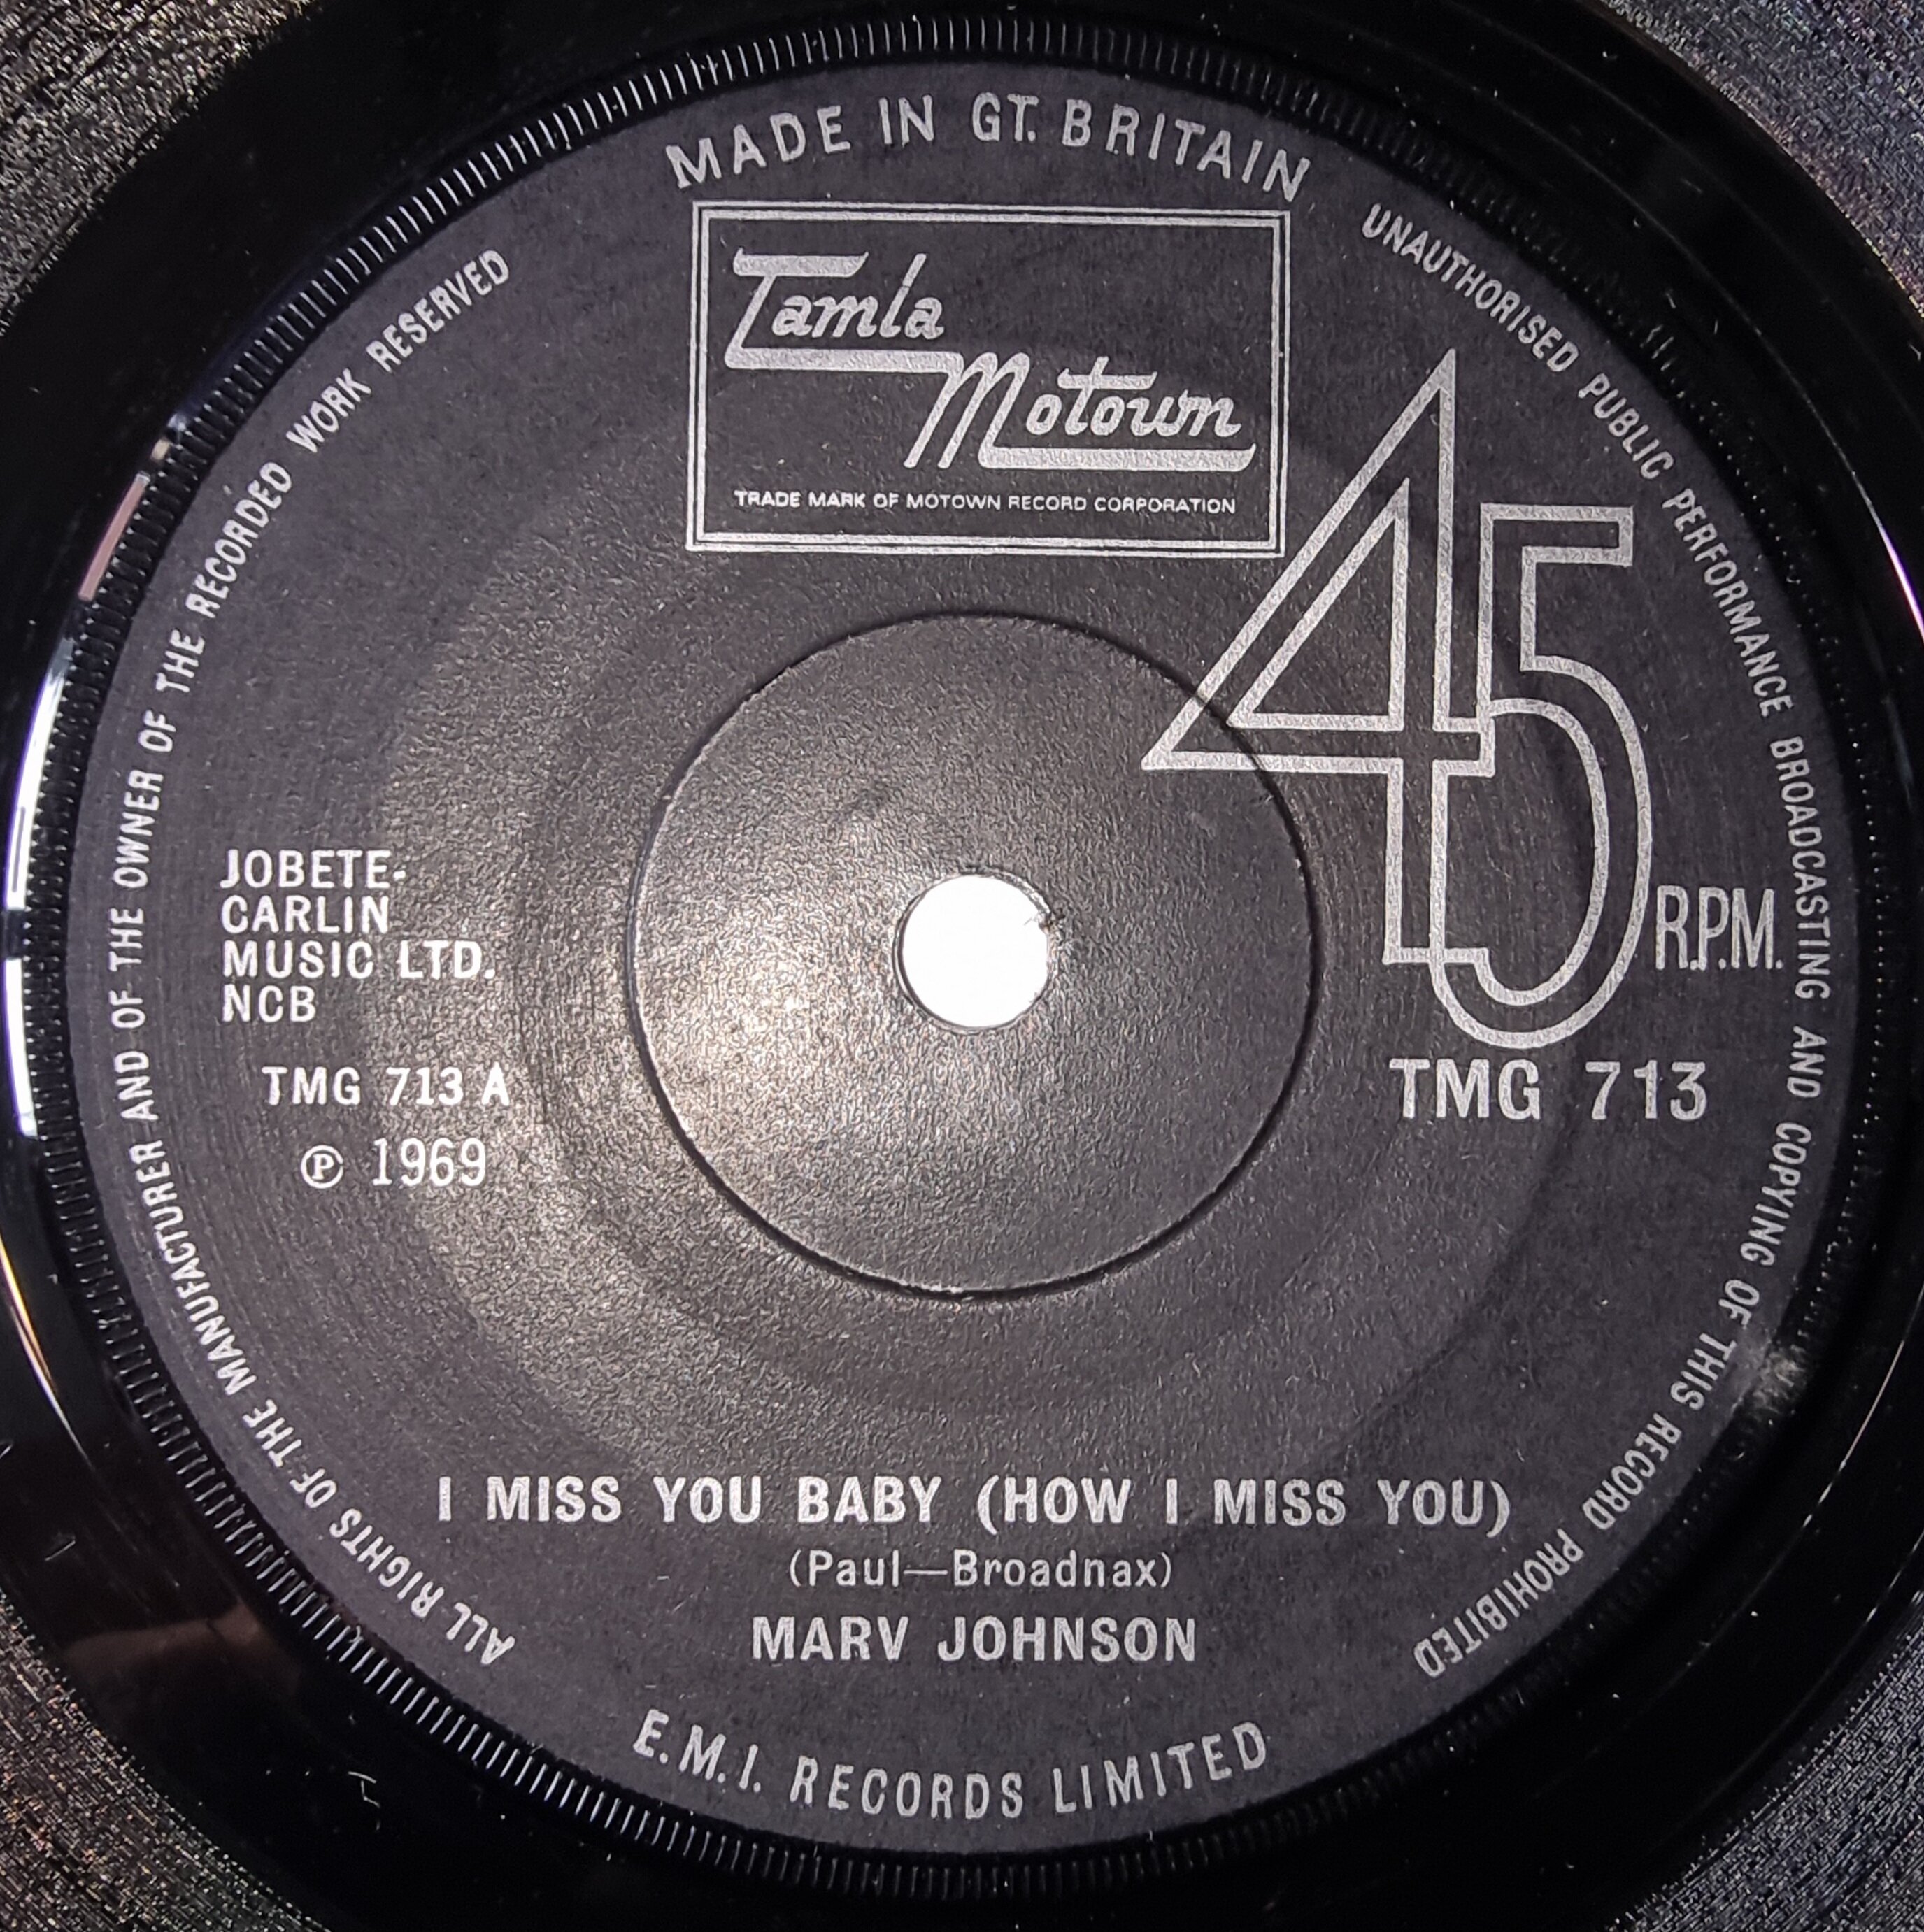 MADE IN GT. BRITAIN
UNAUTHORISED PUBLIC PERFORMANCE BROADCASTING AND COPYING OF THIS RECORD PROHIBITED
ALL RIGHTS OF THE MANUFACTURER AND OF THE OWNER OF THE RECORDED WORK RESERVED
Tamla
Motown
TRADE MARK OF MOTOWN RECORD CORPORATION
45
R.P.M.
JOBETE-
CARLIN
MUSIC LTD.
NCB
TMG 713 A
℗ 1969
TMG 713
I MISS YOU BABY (HOW I MISS YOU)
(Paul—Broadnax)
MARV JOHNSON
E.M.I. RECORDS LIMITED